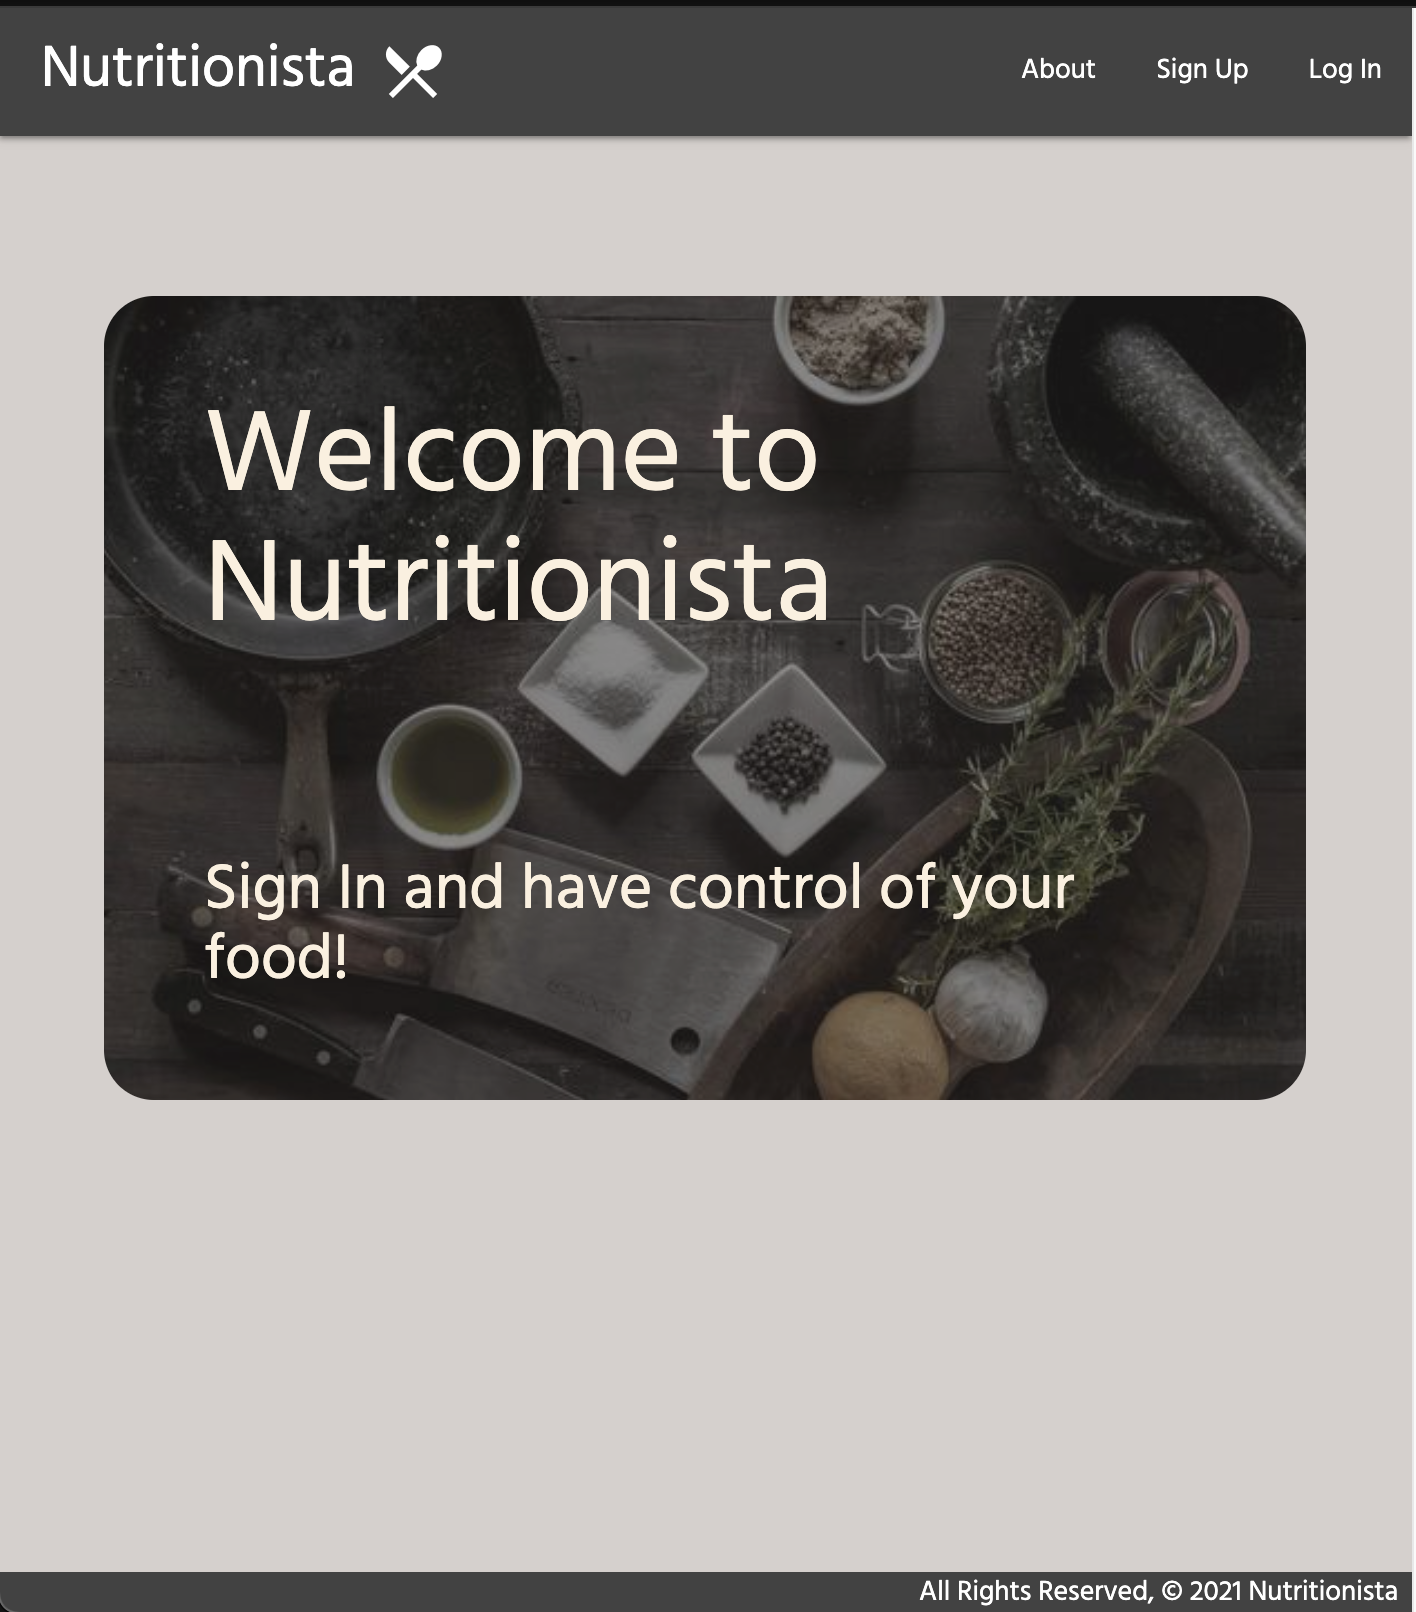 Nutritionista
About Sign Up Log In
Welcome to
Nutritionista
Sign In and have control of your
food!
All Rights Reserved, © 2021 Nutritionista